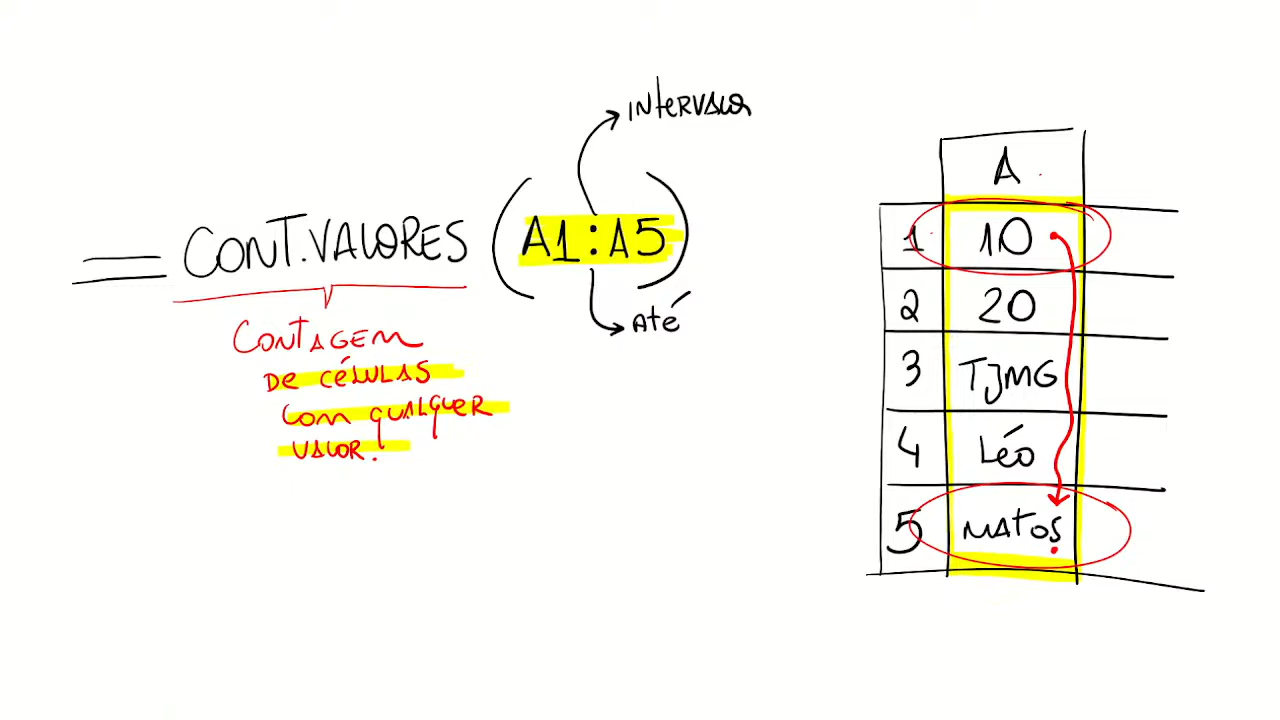 INTERVALOR
= CONT.VALORES (A1:A5)
ATÉ
CONTAGEM
DE CÉLULAS
COM QUALQUER
VALOR.
A
1 10
2 20
3 TJMG
4 LÉO
5 MATOS